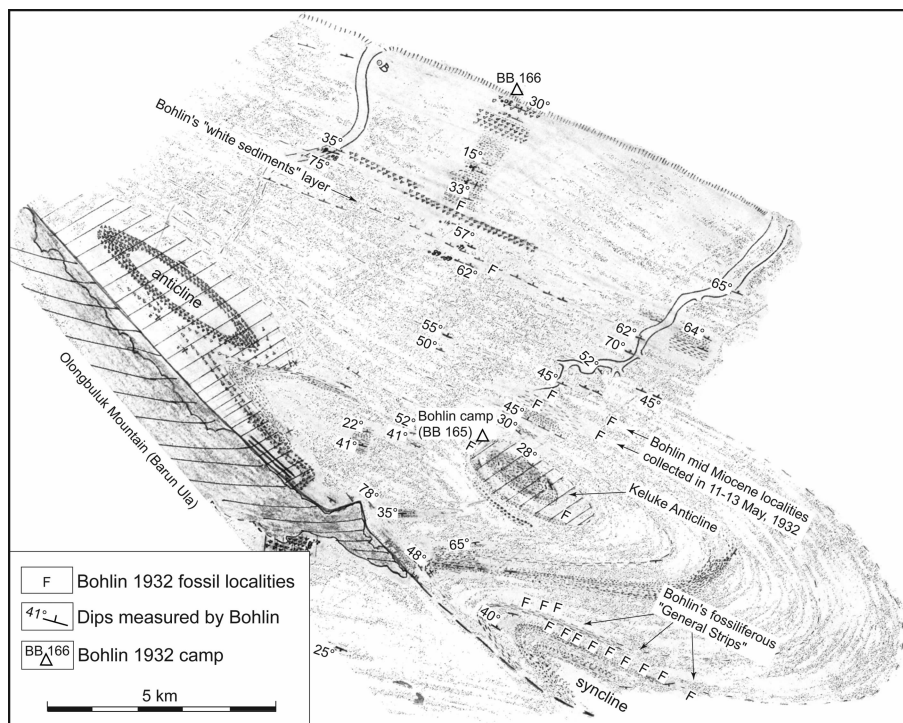 BB 166
30°
B
Bohlin's "white sediments" layer
35°
75°
15°
33°
F
57°
F
62°
65°
anticline
55°
50°
62°
64°
70°
52°
45°
F F
45°
45°
F
F
30°
Olongbuluk Mountain (Barun Ula)
22°
41°
52°
41°
Bohlin camp
(BB 165)
F
28°
F
Bohlin mid Miocene localities
collected in 11-13 May, 1932
Keluke Anticline
78°
35°
48°
65°
40°
F F F
F F F F F F F F
F
Bohlin's fossiliferous
"General Strips"
25°
syncline
F Bohlin 1932 fossil localities
41° Dips measured by Bohlin
BB 166 Bohlin 1932 camp
5 km